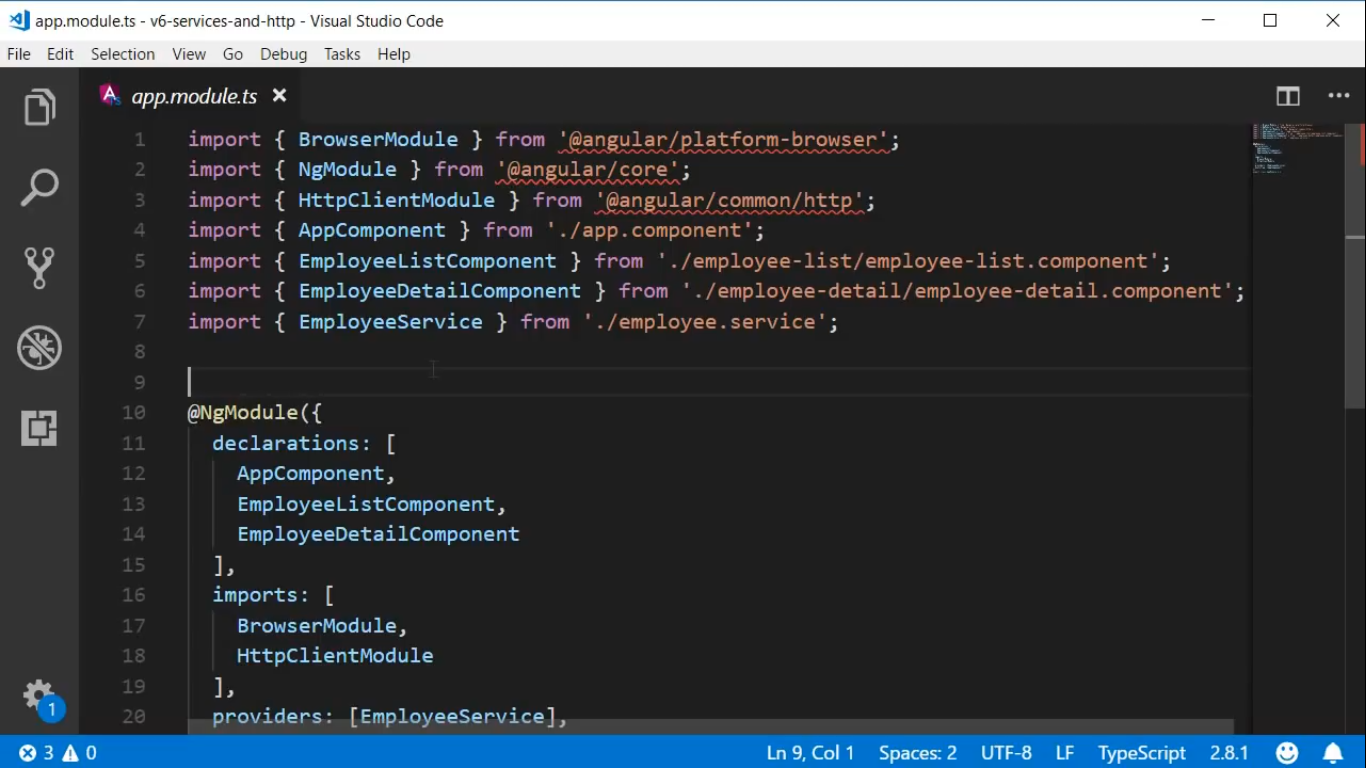 app.module.ts - v6-services-and-http - Visual Studio Code
File Edit Selection View Go Debug Tasks Help
app.module.ts
1 import { BrowserModule } from '@angular/platform-browser';
2 import { NgModule } from '@angular/core';
3 import { HttpClientModule } from '@angular/common/http';
4 import { AppComponent } from './app.component';
5 import { EmployeeListComponent } from './employee-list/employee-list.component';
6 import { EmployeeDetailComponent } from './employee-detail/employee-detail.component';
7 import { EmployeeService } from './employee.service';
8
9
10 @NgModule({
11 declarations: [
12 AppComponent,
13 EmployeeListComponent,
14 EmployeeDetailComponent
15 ],
16 imports: [
17 BrowserModule,
18 HttpClientModule
19 ],
20 providers: [EmployeeService],
1
3 0 Ln 9, Col 1 Spaces: 2 UTF-8 LF TypeScript 2.8.1